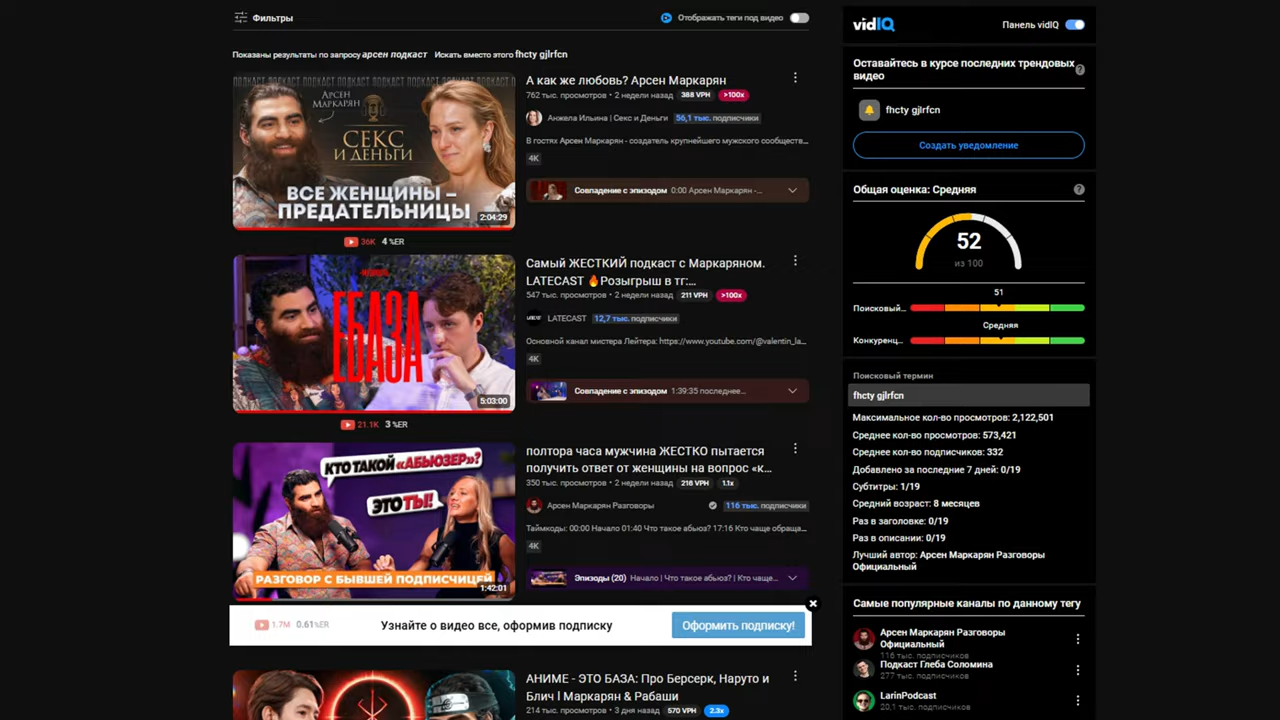 Фильтры
Отображать теги под видео
Показаны результаты по запросу арсен подкаст Искать вместо этого fhcty gjlrfcn
ПОДКАСТ ПОДКАСТ ПОДКАСТ ПОДКАСТ ПОДКАСТ ПОДКАСТ
АРСЕН
МАРКАРЯН
СЕКС
И ДЕНЬГИ
ВСЕ ЖЕНЩИНЫ –
ПРЕДАТЕЛЬНИЦЫ
2:04:29
36K 4 %ER
А как же любовь? Арсен Маркарян
762 тыс. просмотров • 2 недели назад 388 VPH >100x
Анжела Ильина | Секс и Деньги 56,1 тыс. подписчики
В гостях Арсен Маркарян - создатель крупнейшего мужского сообществ...
4K
Совпадение с эпизодом 0:00 Арсен Маркарян -...
ЕБАЗА
5:03:00
21.1K 3 %ER
Самый ЖЕСТКИЙ подкаст с Маркаряном.
LATECAST 🔥Розыгрыш в тг:...
547 тыс. просмотров • 2 недели назад 211 VPH >100x
LATECAST 12,7 тыс. подписчики
Основной канал мистера Лейтера: https://www.youtube.com/@valentin_la...
4K
Совпадение с эпизодом 1:39:35 последнее...
КТО ТАКОЙ «АБЬЮЗЕР»?
ЭТО ТЫ!
РАЗГОВОР С БЫВШЕЙ ПОДПИСЧИЦЕЙ
1:42:01
полтора часа мужчина ЖЕСТКО пытается
получить ответ от женщины на вопрос «к...
350 тыс. просмотров • 2 недели назад 216 VPH 1.1x
Арсен Маркарян Разговоры 116 тыс. подписчики
Таймкоды: 00:00 Начало 01:40 Что такое абьюз? 17:16 Кто чаще обраща...
4K
Эпизоды (20) Начало | Что такое абьюз? | Кто чаще...
1.7M 0.61%ER
Узнайте о видео все, оформив подписку
Оформить подписку!
АНИМЕ - ЭТО БАЗА: Про Берсерк, Наруто и
Блич l Маркарян & Рабаши
214 тыс. просмотров • 3 дня назад 570 VPH 2.3x
vidIQ
Панель vidIQ
Оставайтесь в курсе последних трендовых
видео
?
fhcty gjlrfcn
Создать уведомление
Общая оценка: Средняя
?
52
из 100
51
Поисковый...
Средняя
Конкуренц...
Поисковый термин
fhcty gjlrfcn
Максимальное кол-во просмотров: 2,122,501
Среднее кол-во просмотров: 573,421
Среднее кол-во подписчиков: 332
Добавлено за последние 7 дней: 0/19
Субтитры: 1/19
Средний возраст: 8 месяцев
Раз в заголовке: 0/19
Раз в описании: 0/19
Лучший автор: Арсен Маркарян Разговоры
Официальный
Самые популярные каналы по данному тегу
Арсен Маркарян Разговоры
Официальный
116 тыс. подписчиков
Подкаст Глеба Соломина
277 тыс. подписчиков
LarinPodcast
20,1 тыс. подписчиков